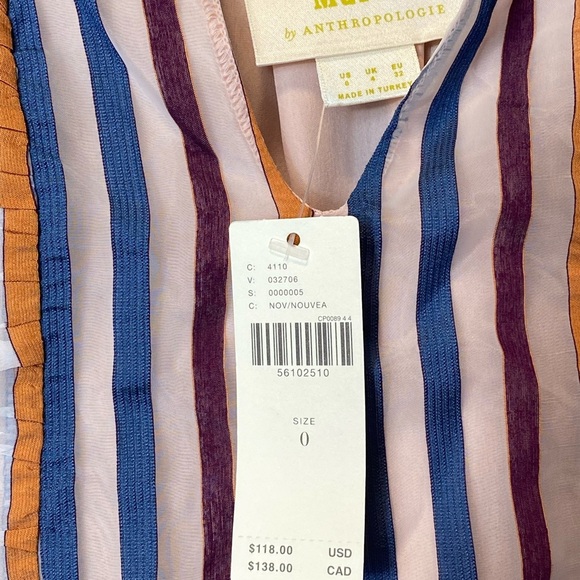 by ANTHROPOLOGIE
US UK EU
0 4 32
MADE IN TURKEY
C: 4110
V: 032706
S: 0000005
C: NOV/NOUVEA
CP0089 4 4
56102510
SIZE
0
$118.00 USD
$138.00 CAD